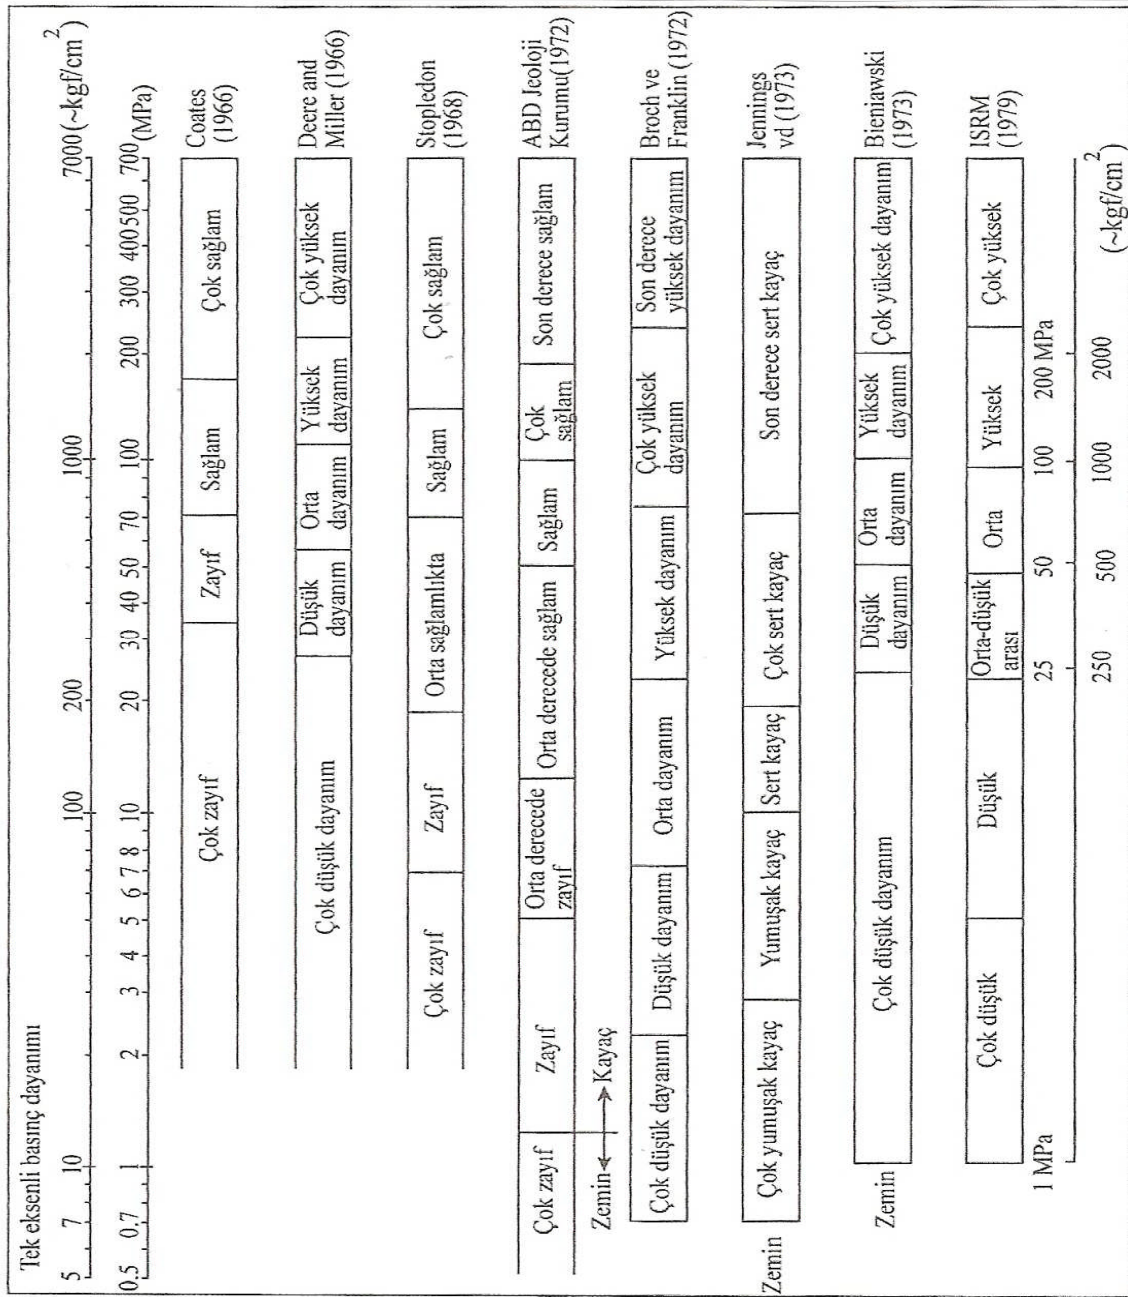 Tek eksenli basınç dayanımı
5 7 10 100 200 1000 7000 (~kgf/cm2
0.5 0.7 1 2 3 4 5 6 7 8 10 20 30 40 50 70 100 200 300 400 500 700 (MPa)
Çok zayıf
Zayıf
Sağlam
Çok sağlam
Coates
(1966)
Çok düşük dayanım
Düşük
dayanım
Orta
dayanım
Yüksek
dayanım
Çok yüksek
dayanım
Deere and
Miller (1966)
Çok zayıf
Zayıf
Orta sağlamlıkta
Sağlam
Çok sağlam
Stopledon
(1968)
Çok zayıf
Zayıf
Orta derecede
zayıf
Orta derecede sağlam
Sağlam
Çok
sağlam
Son derece sağlam
ABD Jeoloji
Kurumu(1972)
Zemin
Kayaç
Çok düşük dayanım
Düşük dayanım
Orta dayanım
Yüksek dayanım
Çok yüksek
dayanım
Son derece
yüksek dayanım
Broch ve
Franklin (1972)
Zemin
Çok yumuşak kayaç
Yumuşak kayaç
Sert kayaç
Çok sert kayaç
Son derece sert kayaç
Jennings
vd (1973)
Zemin
Çok düşük dayanım
Düşük
dayanım
Orta
dayanım
Yüksek
dayanım
Çok yüksek dayanım
Bieniawski
(1973)
Çok düşük
Düşük
Orta-düşük
arası
Orta
Yüksek
Çok yüksek
ISRM
(1979)
1 MPa 25 50 100 200 MPa
250 500 1000 2000 (~kgf/cm2